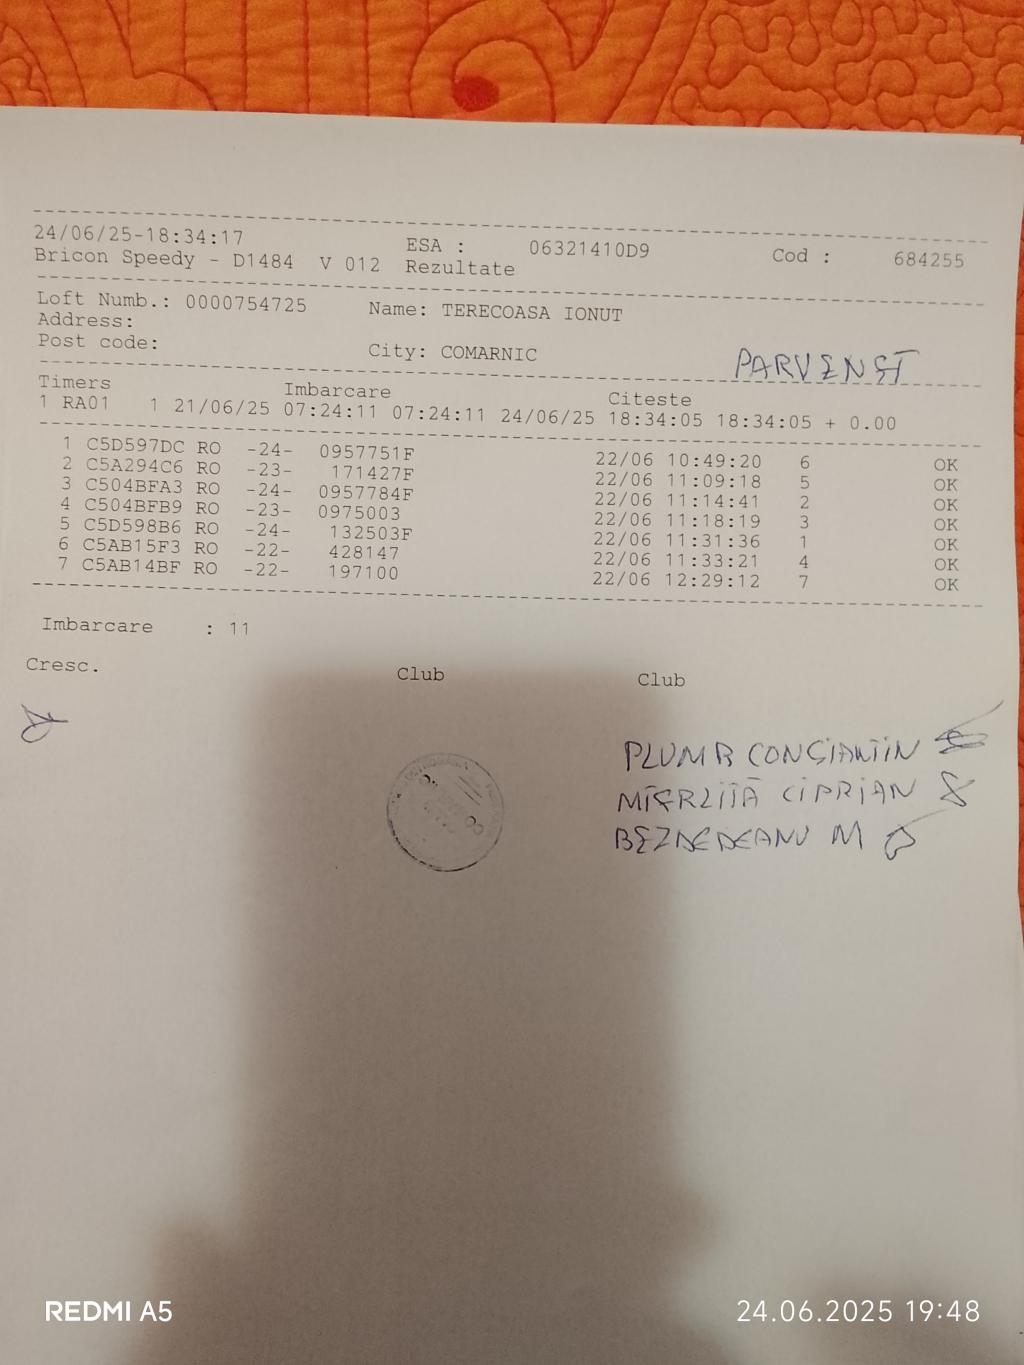 24/06/25-18:34:17 ESA : 06321410D9 Cod : 684255
Bricon Speedy - D1484 V 012 Rezultate
Loft Numb.: 0000754725 Name: TERECOASA IONUT
Address:
Post code: City: COMARNIC
PARVENST
Timers Imbarcare Citeste
1 RA01 1 21/06/25 07:24:11 07:24:11 24/06/25 18:34:05 18:34:05 + 0.00
1 C5D597DC RO -24- 0957751F 22/06 10:49:20 6 OK
2 C5A294C6 RO -23- 171427F 22/06 11:09:18 5 OK
3 C504BFA3 RO -24- 0957784F 22/06 11:14:41 2 OK
4 C504BFB9 RO -23- 0975003 22/06 11:18:19 3 OK
5 C5D598B6 RO -24- 132503F 22/06 11:31:36 1 OK
6 C5AB15F3 RO -22- 428147 22/06 11:33:21 4 OK
7 C5AB14BF RO -22- 197100 22/06 12:29:12 7 OK
Imbarcare : 11
Cresc. Club Club
CONSTANTIN
CIPRIAN
BEZDEDEANU M
REDMI A5 24.06.2025 19:48